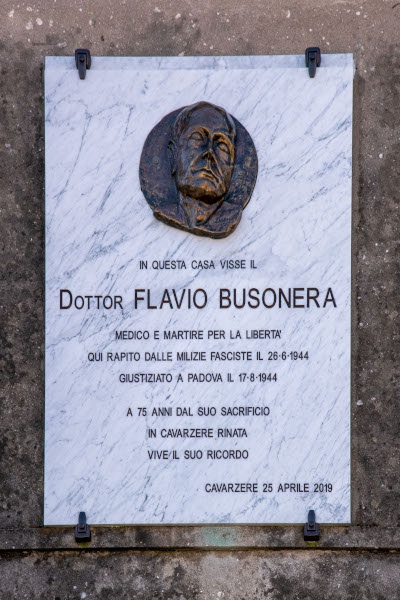 IN QUESTA CASA VISSE IL
DOTTOR FLAVIO BUSONERA
MEDICO E MARTIRE PER LA LIBERTA'
QUI RAPITO DALLE MILIZIE FASCISTE IL 26-6-1944
GIUSTIZIATO A PADOVA IL 17-8-1944
A 75 ANNI DAL SUO SACRIFICIO
IN CAVARZERE RINATA
VIVE IL SUO RICORDO
CAVARZERE 25 APRILE 2019